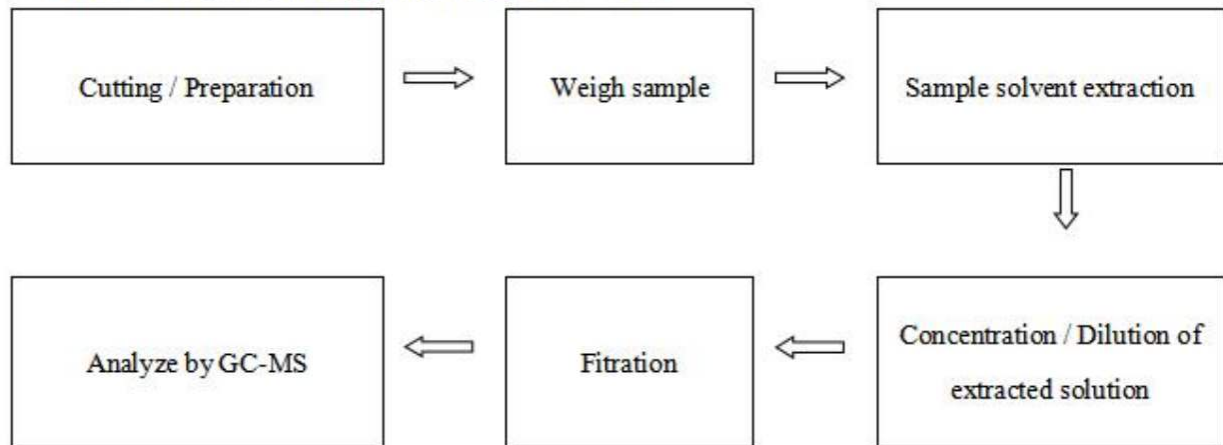 Cutting / Preparation
Weigh sample
Sample solvent extraction
Concentration / Dilution of
extracted solution
Fitration
Analyze by GC-MS